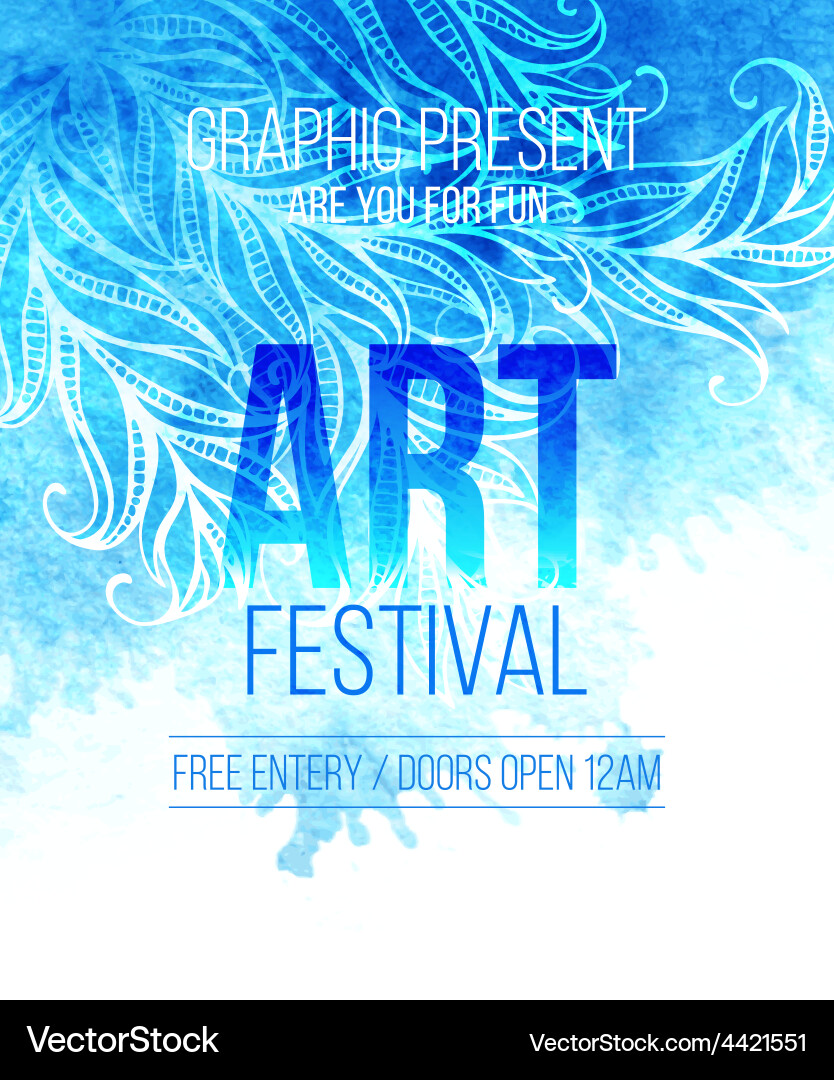 GRAPHIC PRESENT
ARE YOU FOR FUN
ART
FESTIVAL
FREE ENTERY / DOORS OPEN 12AM
VectorStock
VectorStock.com/4421551